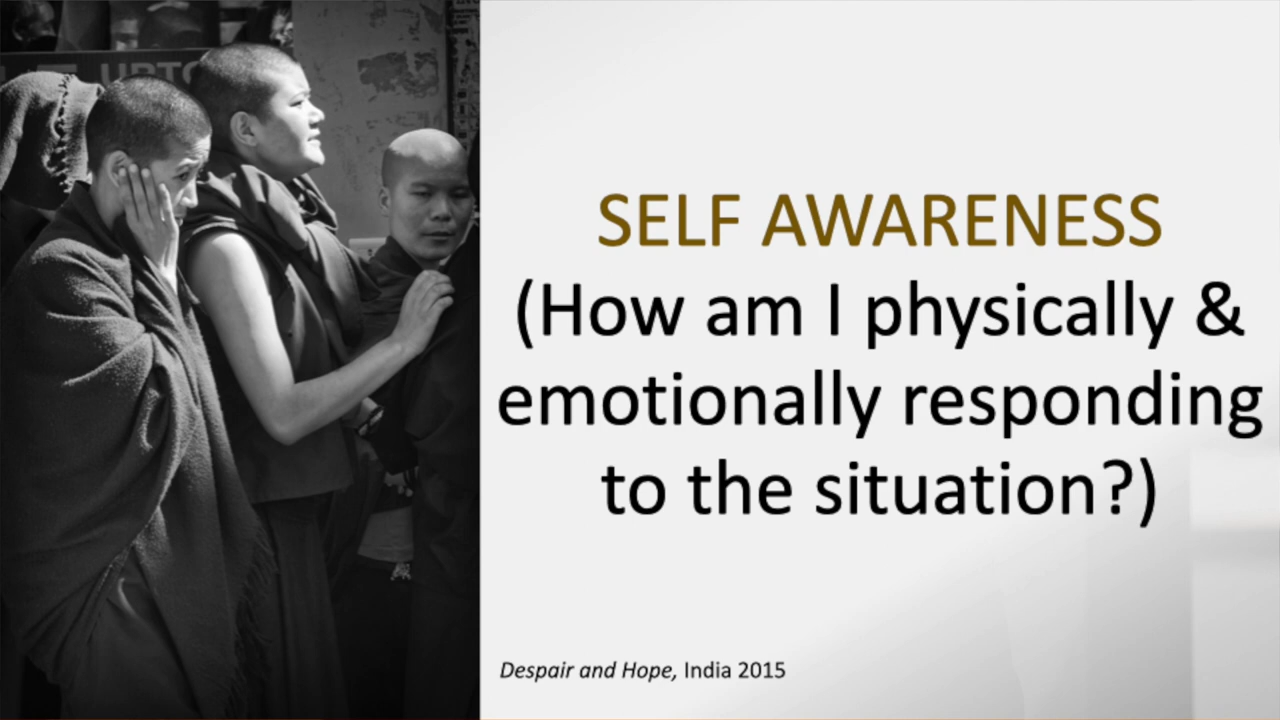 SELF AWARENESS
(How am I physically &
emotionally responding
to the situation?)
Despair and Hope, India 2015